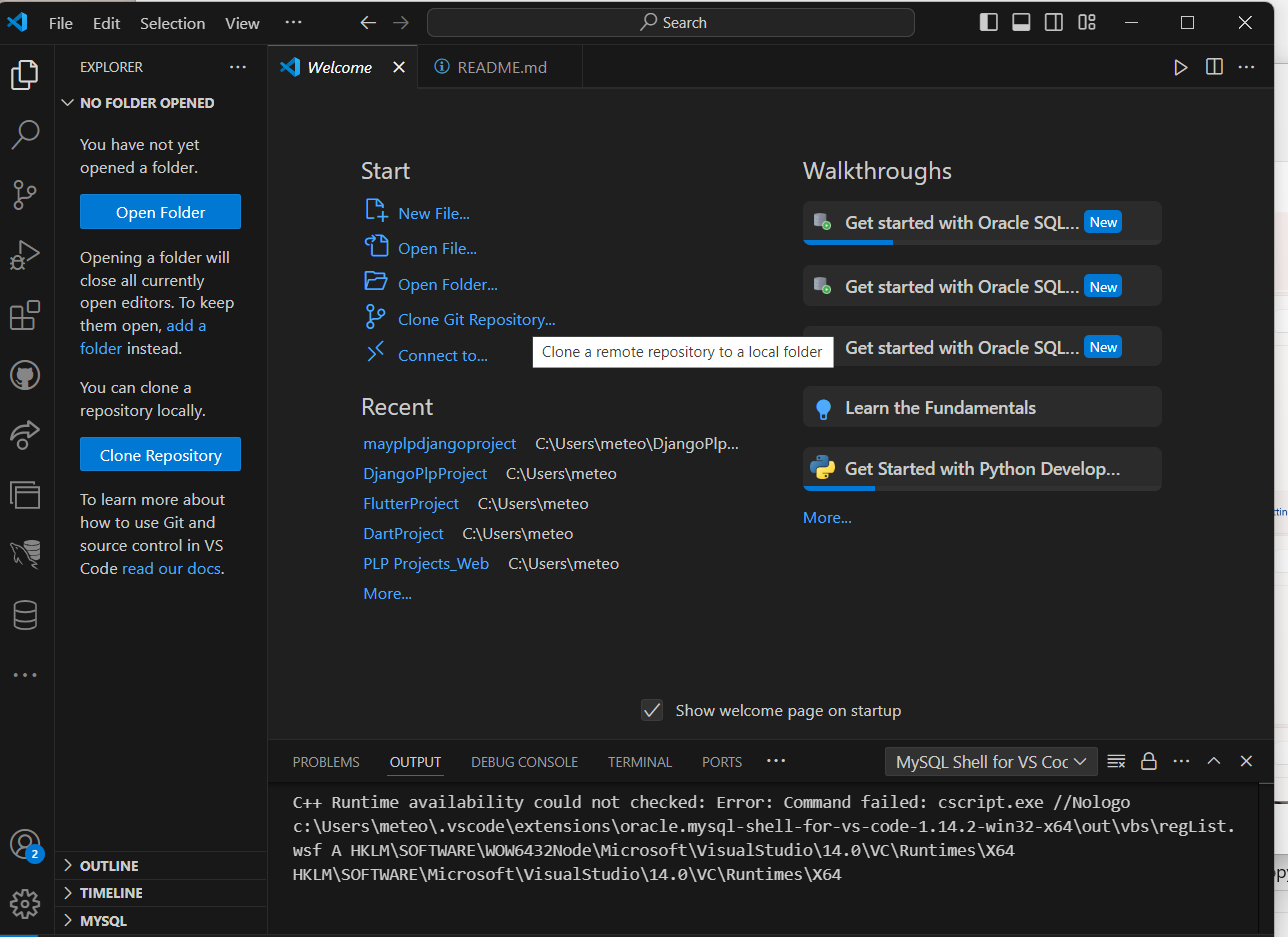 File Edit Selection View ··· Search
EXPLORER ···
Welcome README.md
NO FOLDER OPENED
You have not yet
opened a folder.
Open Folder
Opening a folder will
close all currently
open editors. To keep
them open, add a
folder instead.
You can clone a
repository locally.
Clone Repository
To learn more about
how to use Git and
source control in VS
Code read our docs.
OUTLINE
TIMELINE
MYSQL
2
Start
New File...
Open File...
Open Folder...
Clone Git Repository...
Connect to...
Clone a remote repository to a local folder
Recent
mayplpdjangoproject C:\Users\meteo\DjangoPlp...
DjangoPlpProject C:\Users\meteo
FlutterProject C:\Users\meteo
DartProject C:\Users\meteo
PLP Projects_Web C:\Users\meteo
More...
Walkthroughs
Get started with Oracle SQL... New
Get started with Oracle SQL... New
Get started with Oracle SQL... New
Learn the Fundamentals
Get Started with Python Develop...
More...
Show welcome page on startup
PROBLEMS OUTPUT DEBUG CONSOLE TERMINAL PORTS ··· MySQL Shell for VS Coc
C++ Runtime availability could not checked: Error: Command failed: cscript.exe //Nologo
c:\Users\meteo\.vscode\extensions\oracle.mysql-shell-for-vs-code-1.14.2-win32-x64\out\vbs\regList.
wsf A HKLM\SOFTWARE\WOW6432Node\Microsoft\VisualStudio\14.0\VC\Runtimes\X64
HKLM\SOFTWARE\Microsoft\VisualStudio\14.0\VC\Runtimes\X64